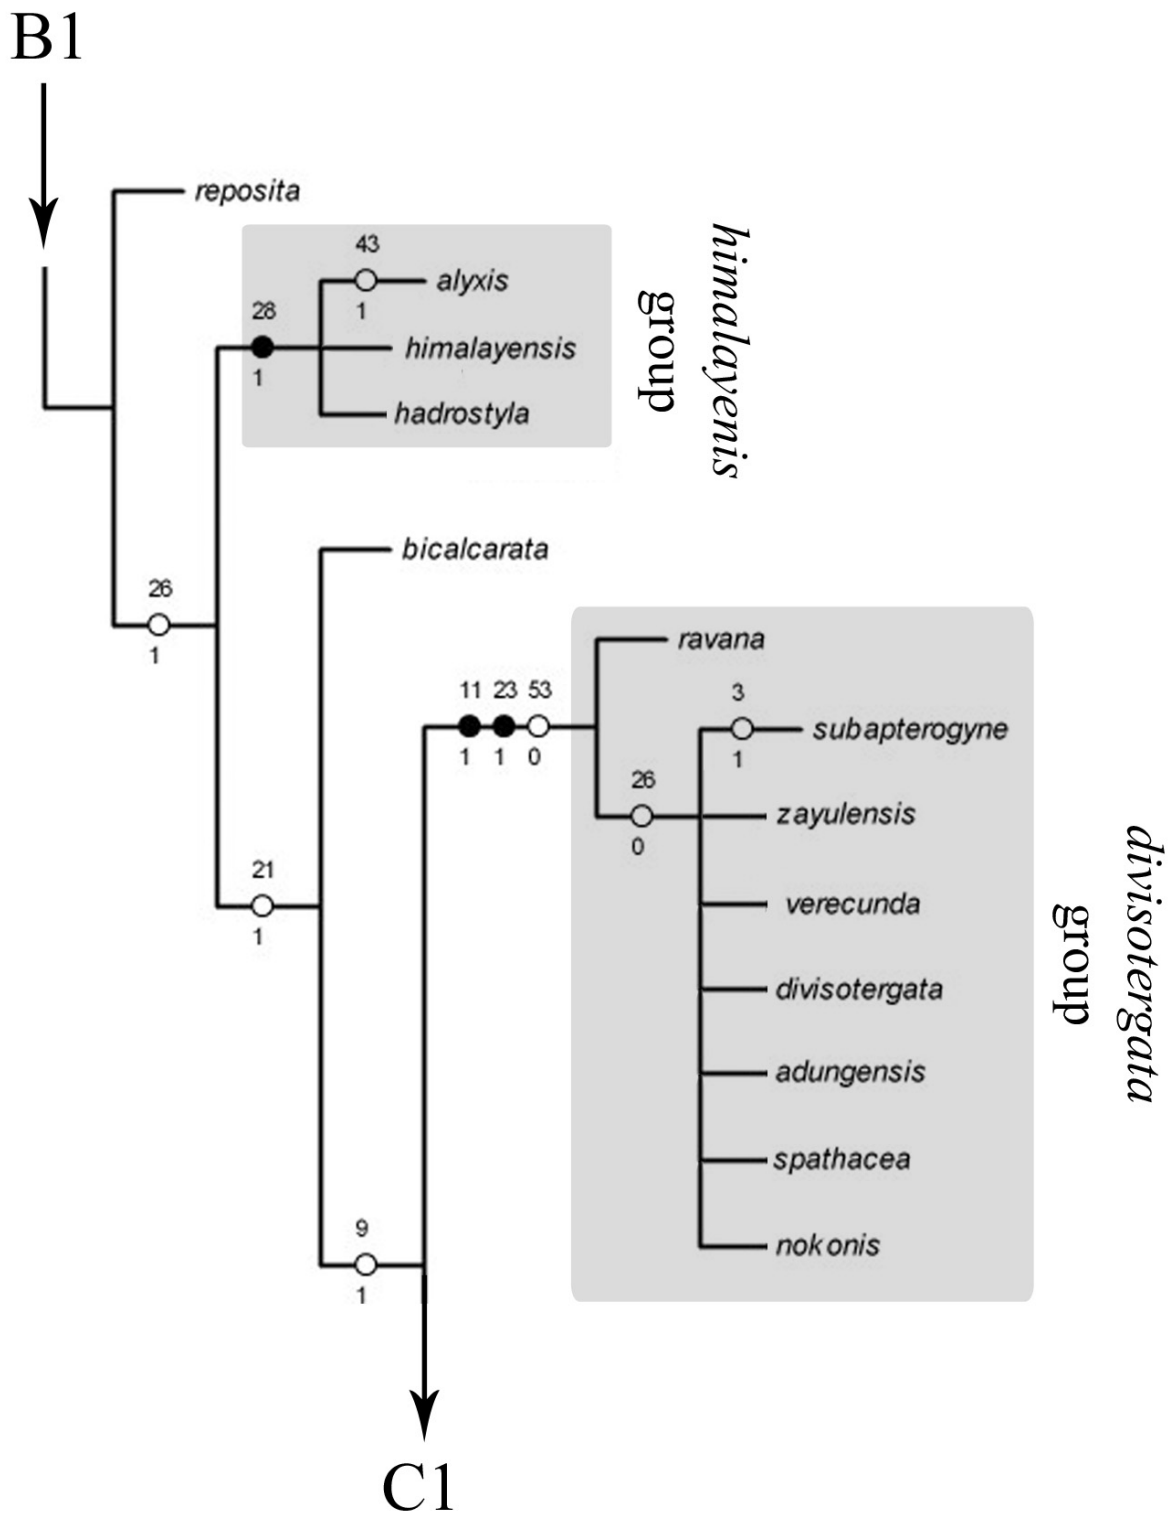 B1
reposita
43
alyxis
1
28
himalayensis
1
hadrostyla
himalayenis
group
bicalcarata
26
1
ravana
11 23 53
1 1 0
3
subapterogyne
1
26
zayulensis
0
verecunda
21
1
divisotergata
adungensis
spathacea
nokonis
divisotergata
group
9
1
C1